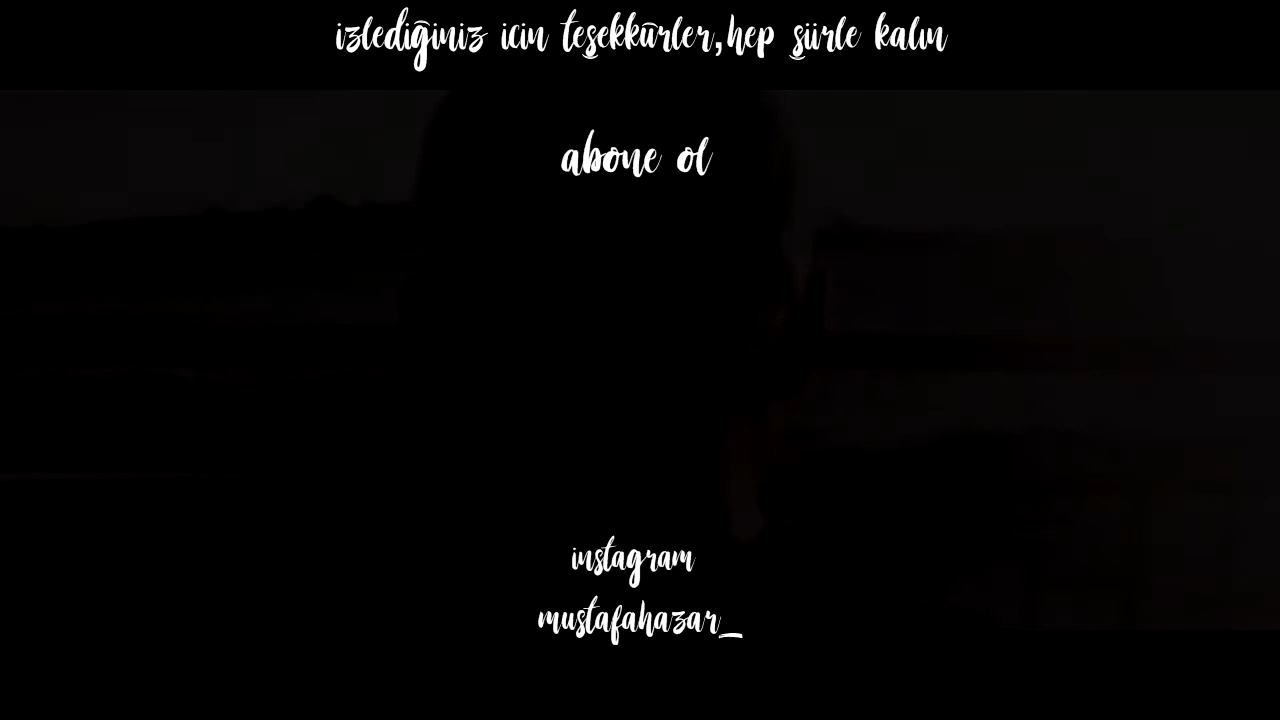 izlediğiniz icin teşekkürler,hep şiirle kalın
abone ol
instagram
mustafahazar_